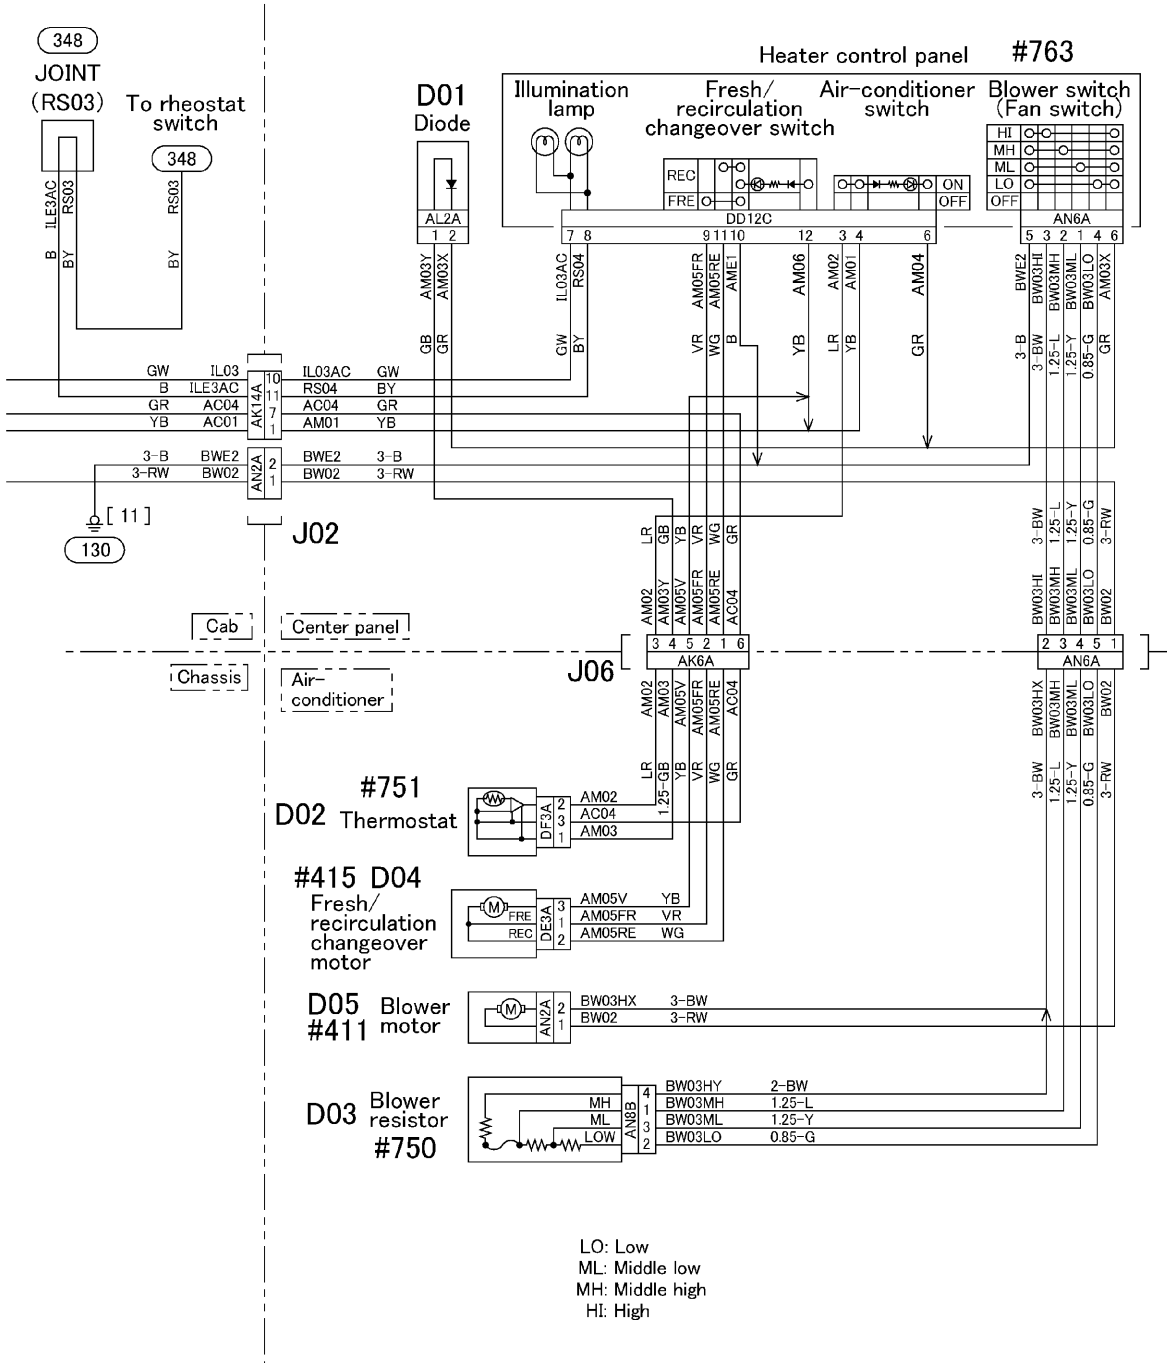 348
JOINT
(RS03)
To rheostat
switch
348
ILE3AC
RS03
RS03
B
BY
BY
D01
Diode
AL2A
1 2
AM03Y
AM03X
GB
GR
Heater control panel #763
Illumination
lamp
Fresh/
recirculation
changeover switch
Air-conditioner
switch
Blower switch
(Fan switch)
REC
FRE
ON
OFF
HI
MH
ML
LO
OFF
DD12C
AN6A
7 8 9 11 10 12 3 4 6
5 3 2 1 4 6
IL03AC
RS04
AM05FR
AM05RE
AME1
AM06
AM02
AM01
AM04
BWE2
BW03HI
BW03MH
BW03ML
BW03LO
AM03X
GW
BY
VR
WG
B
YB
LR
YB
GR
3-B
3-BW
1.25-L
1.25-Y
0.85-G
GR
GW IL03 10 IL03AC GW
B ILE3AC 11 RS04 BY
GR AC04 7 AC04 GR
YB AC01 1 AM01 YB
AK14A
3-B BWE2 2 BWE2 3-B
3-RW BW02 1 BW02 3-RW
AN2A
[ 11 ]
130
J02
LR
GB
YB
VR
WG
GR
3-BW
1.25-L
1.25-Y
0.85-G
3-RW
AM02
AM03Y
AM05V
AM05FR
AM05RE
AC04
BW03HI
BW03MH
BW03ML
BW03LO
BW02
Cab
Center panel
Chassis
Air-
conditioner
J06
3 4 5 2 1 6
AK6A
2 3 4 5 1
AN6A
AM02
AM03
AM05V
AM05FR
AM05RE
AC04
BW03HX
BW03MH
BW03ML
BW03LO
BW02
LR
1.25-GB
YB
VR
WG
GR
3-BW
1.25-L
1.25-Y
0.85-G
3-RW
#751
D02 Thermostat
DF3A
2 AM02
3 AC04
1 AM03
#415 D04
Fresh/
recirculation
changeover
motor
M
FRE
REC
DE3A
3 AM05V YB
1 AM05FR VR
2 AM05RE WG
D05 Blower
#411 motor
M
AN2A
2 BW03HX 3-BW
1 BW02 3-RW
D03 Blower
resistor
#750
MH
ML
LOW
AN8B
4 BW03HY 2-BW
1 BW03MH 1.25-L
3 BW03ML 1.25-Y
2 BW03LO 0.85-G
LO: Low
ML: Middle low
MH: Middle high
HI: High